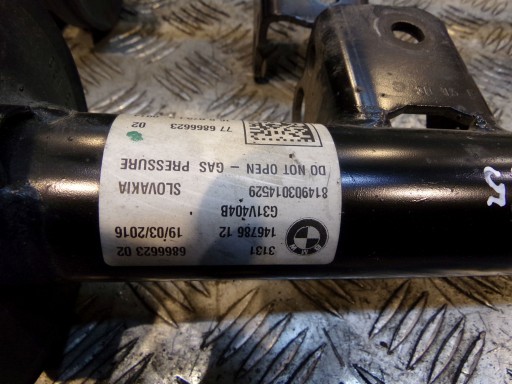 3131 6866623 02
BMW
146786 12 19/03/2016
G31V404B
814903014529 SLOVAKIA
DO NOT OPEN - GAS PRESSURE
77 6866623
02